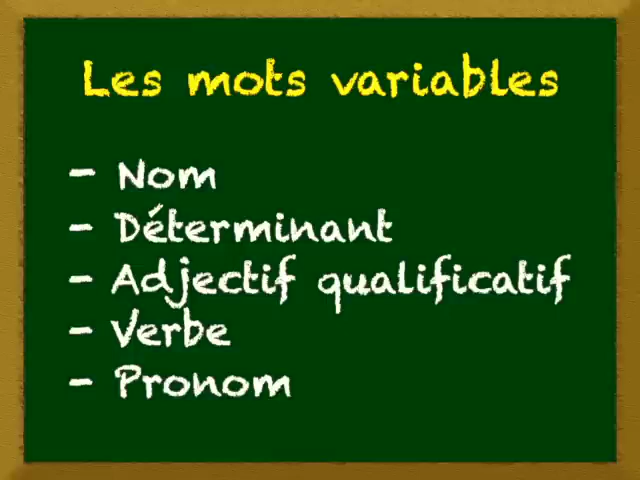 Les mots variables
- Nom
- Déterminant
- Adjectif qualificatif
- Verbe
- Pronom